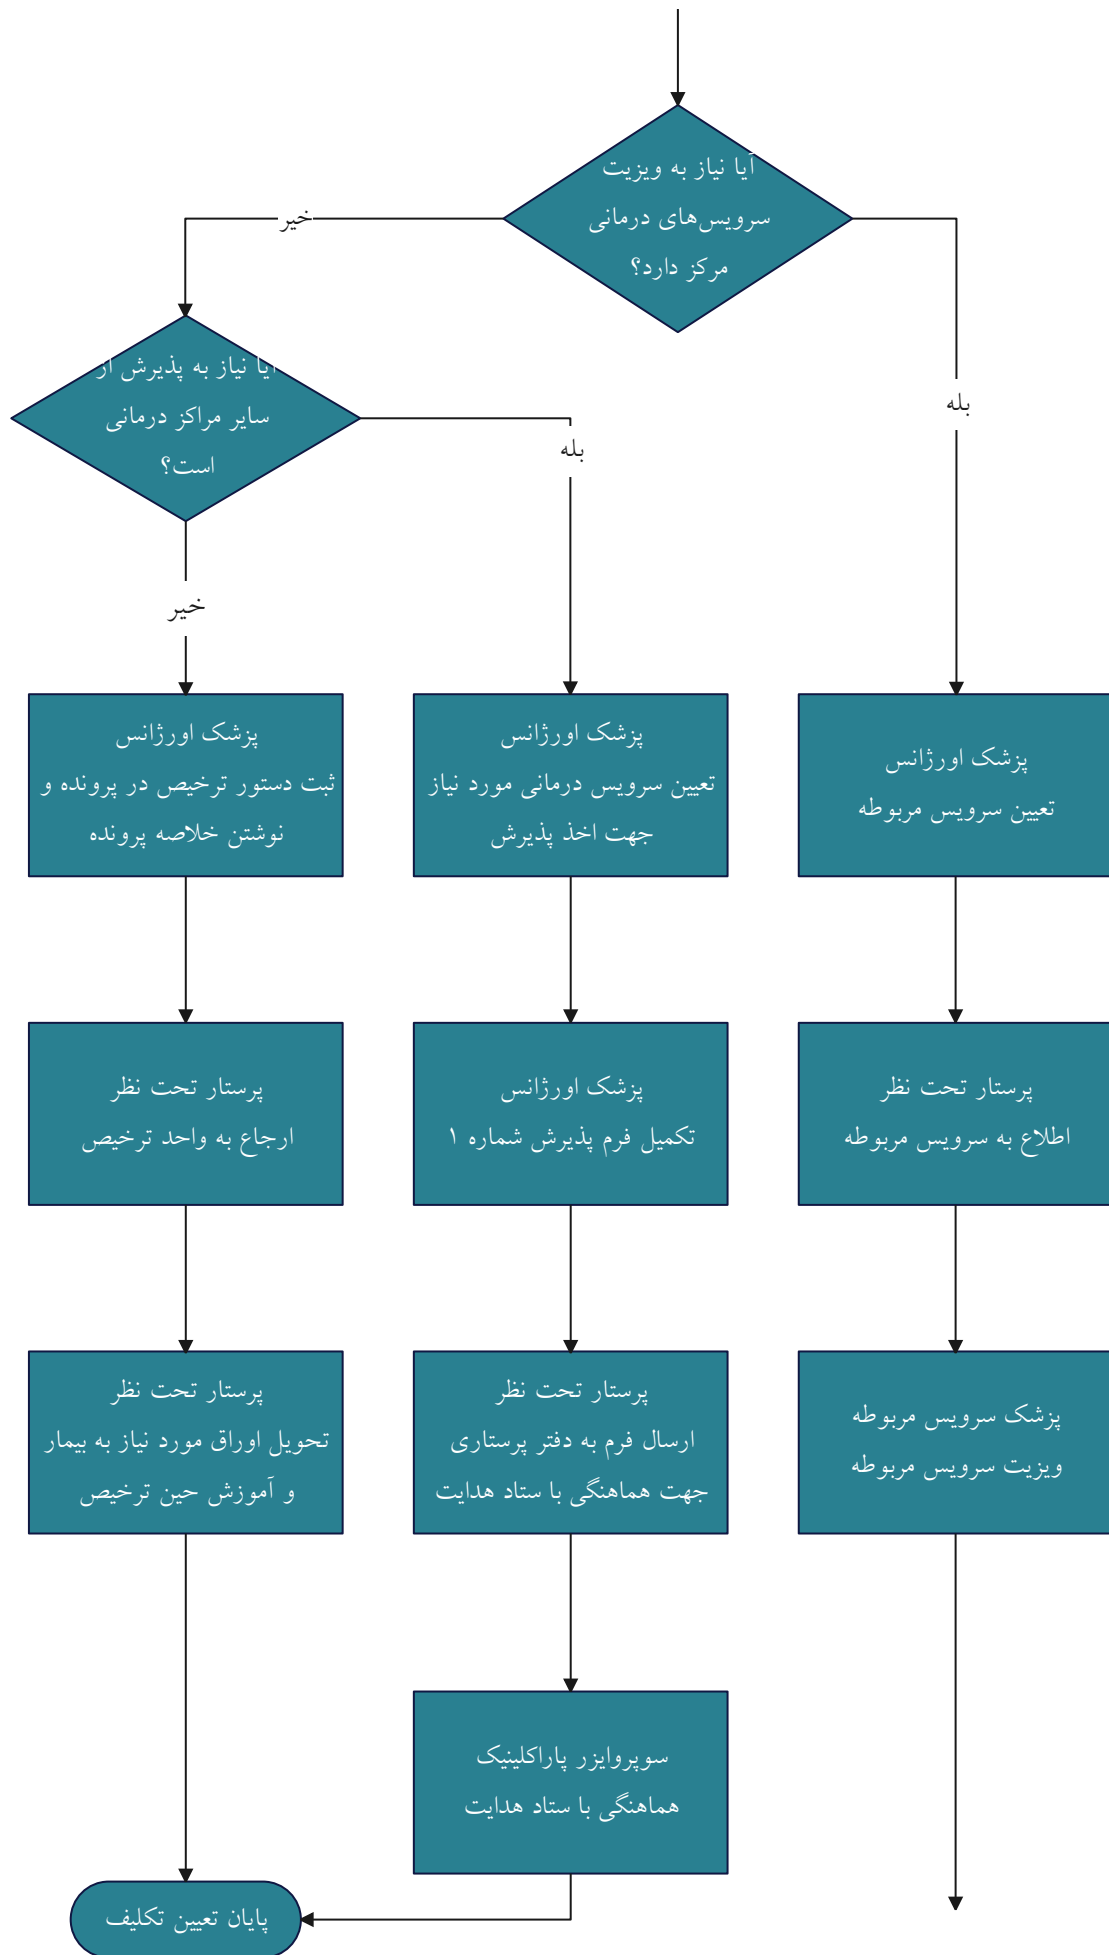 آیا نیاز به ویزیت
سرویس‌های درمانی
مرکز دارد؟
خیر
بله
آیا نیاز به پذیرش از
سایر مراکز درمانی
است؟
بله
خیر
پزشک اورژانس
تعیین سرویس مربوطه
پزشک اورژانس
تعیین سرویس درمانی مورد نیاز
جهت اخذ پذیرش
پزشک اورژانس
ثبت دستور ترخیص در پرونده و
نوشتن خلاصه پرونده
پرستار تحت نظر
اطلاع به سرویس مربوطه
پزشک اورژانس
تکمیل فرم پذیرش شماره ۱
پرستار تحت نظر
ارجاع به واحد ترخیص
پزشک سرویس مربوطه
ویزیت سرویس مربوطه
پرستار تحت نظر
ارسال فرم به دفتر پرستاری
جهت هماهنگی با ستاد هدایت
پرستار تحت نظر
تحویل اوراق مورد نیاز به بیمار
و آموزش حین ترخیص
سوپروایزر پاراکلینیک
هماهنگی با ستاد هدایت
پایان تعیین تکلیف